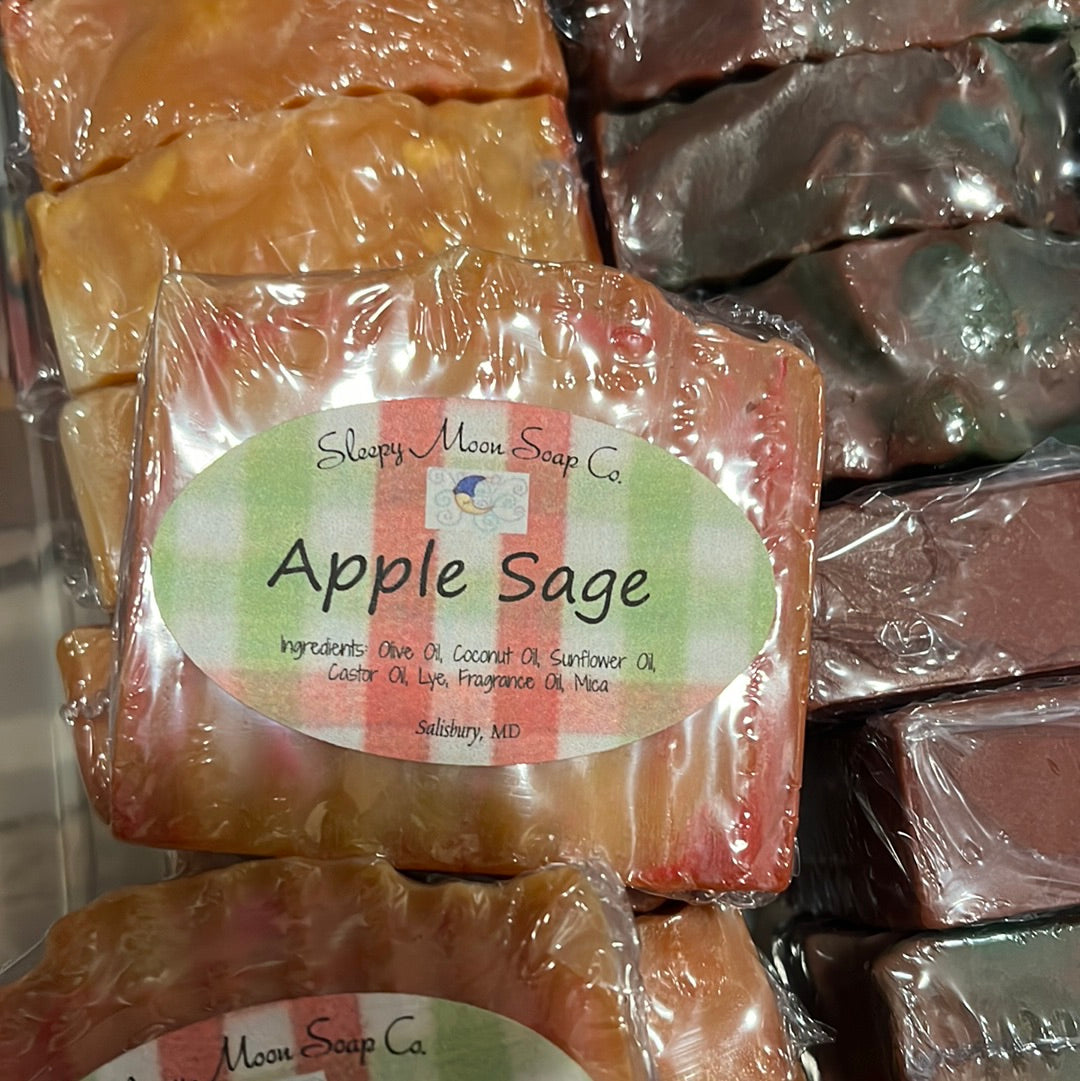 Sleepy Moon Soap Co.
Apple Sage
Ingredients: Olive Oil, Coconut Oil, Sunflower Oil,
Castor Oil, Lye, Fragrance Oil, Mica
Salisbury, MD
Moon Soap Co.